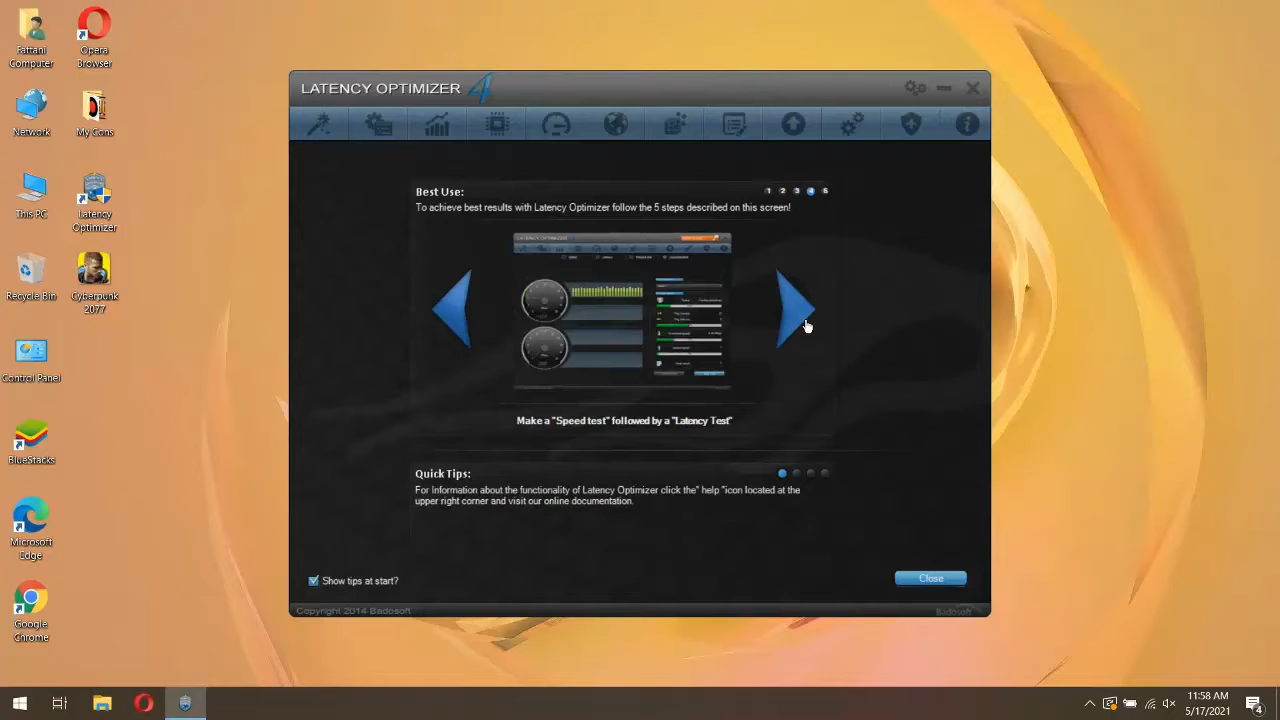 Fattani
Computer
Opera
Browser
Network
My Cons
This PC
Latency
Optimizer
Recycle Bin
Cyberpunk
2077
Control Panel
BlueStacks
Microsoft
Edge
Google
Chrome
LATENCY OPTIMIZER 4
Best Use:
1 2 3 4 5
To achieve best results with Latency Optimizer follow the 5 steps described on this screen!
LATENCY OPTIMIZER
Make a "Speed test" followed by a "Latency Test"
Quick Tips:
For Information about the functionality of Latency Optimizer click the" help "icon located at the
upper right corner and visit our online documentation.
Show tips at start?
Close
Copyright 2014 Badosoft
Badosoft
11:58 AM
5/17/2021
4